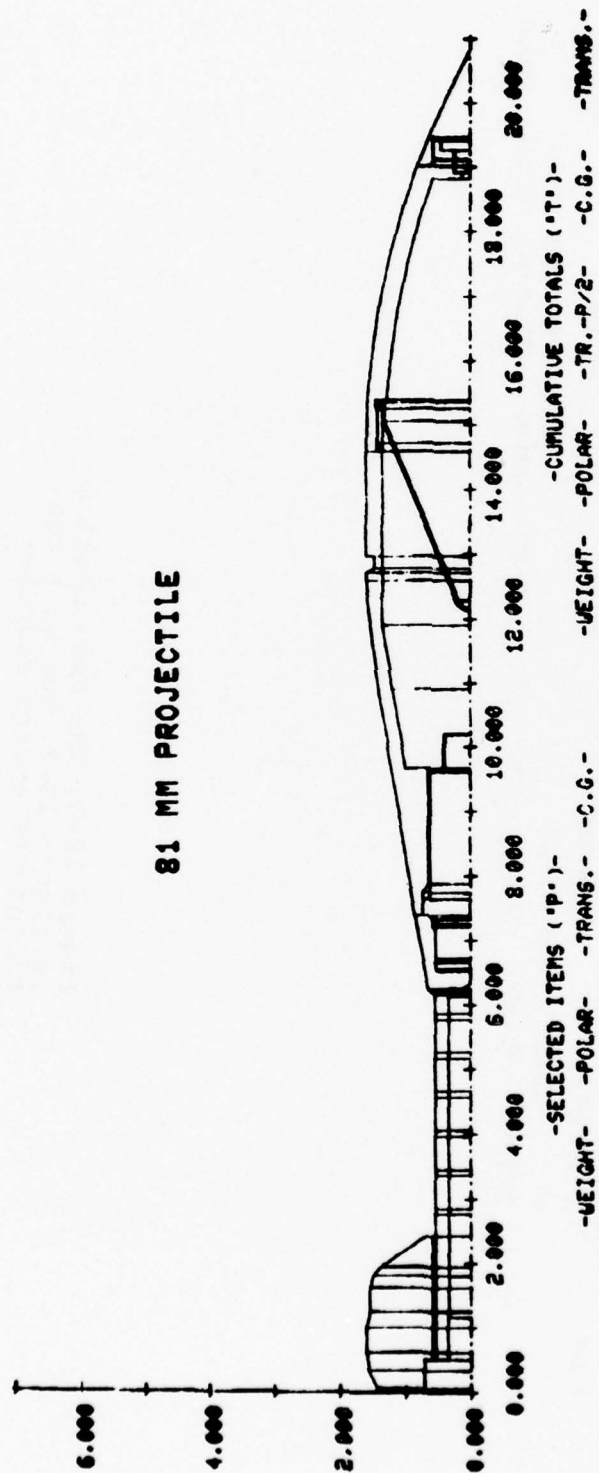 81 MM PROJECTILE
6.000
4.000
2.000
0.000
0.000 2.000 4.000 6.000 8.000 10.000 12.000 14.000 16.000 18.000 20.000
-SELECTED ITEMS ('P')- -CUMULATIVE TOTALS ('T')-
-WEIGHT- -POLAR- -TRANS.- -C.G.- -WEIGHT- -POLAR- -TR.-P/2- -C.G.- -TRANS.-